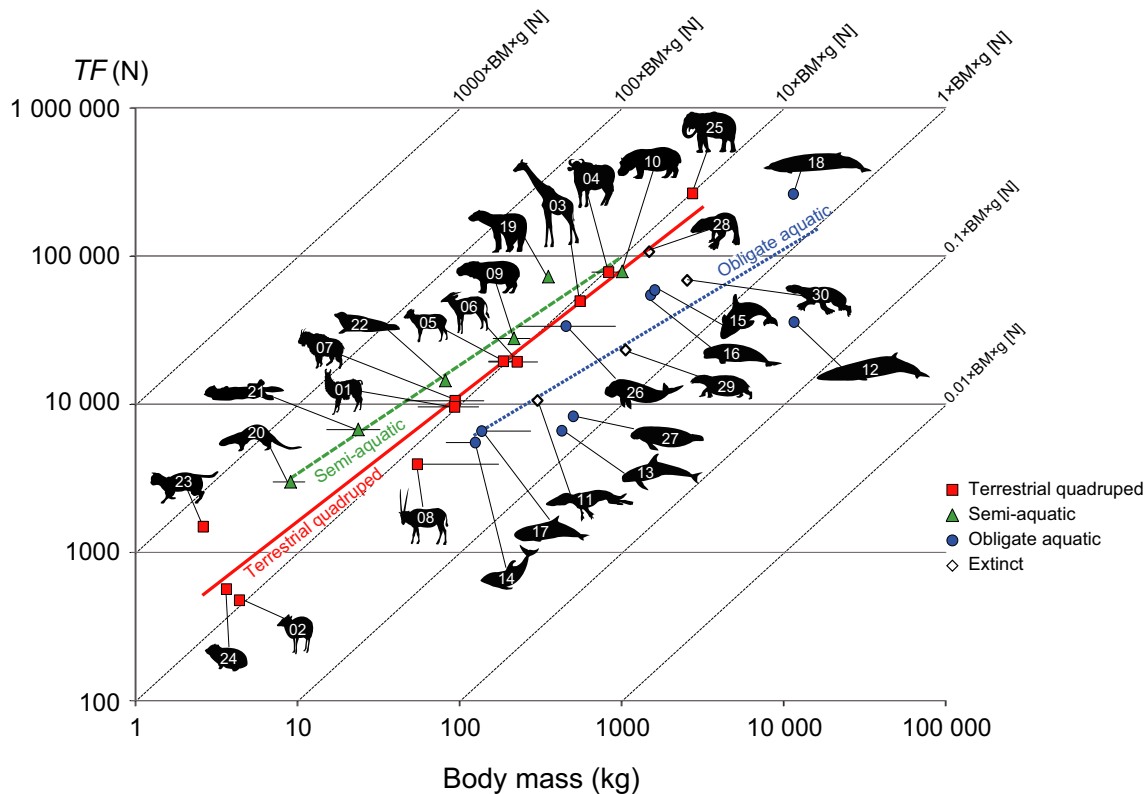 1000×BM×g [N]
100×BM×g [N]
10×BM×g [N]
1×BM×g [N]
TF (N)
1 000 000
25
10
18
04
03
19
28
0.1×BM×g [N]
Obligate aquatic
100 000
09
30
06
05
15
22
07
16
12
01
29
26
21
10 000
0.01×BM×g [N]
20
Semi-aquatic
27
13
23
Terrestrial quadruped
11
08
17
Terrestrial quadruped
Semi-aquatic
Obligate aquatic
Extinct
1000
14
02
24
100
1
10
100
1000
10 000
100 000
Body mass (kg)